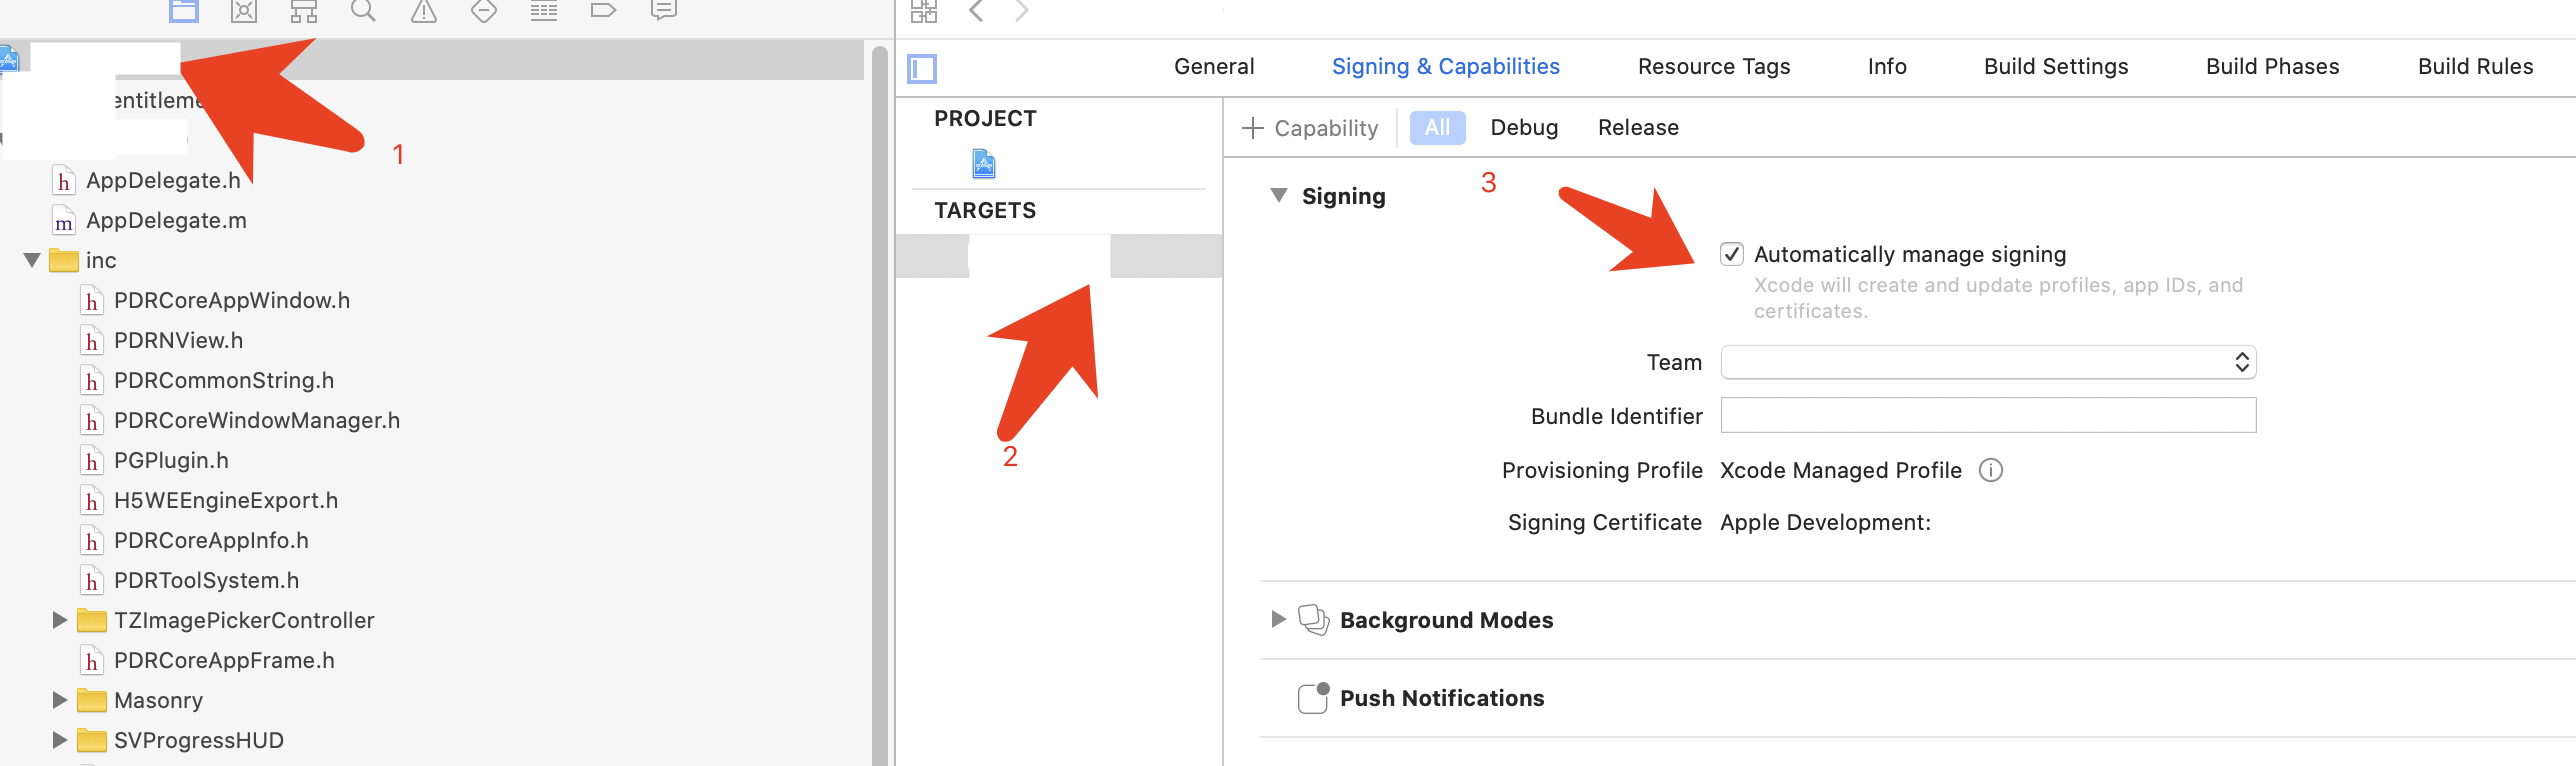 entitleme
1
AppDelegate.h
AppDelegate.m
inc
PDRCoreAppWindow.h
PDRNView.h
PDRCommonString.h
PDRCoreWindowManager.h
PGPlugin.h
H5WEEngineExport.h
PDRCoreAppInfo.h
PDRToolSystem.h
TZImagePickerController
PDRCoreAppFrame.h
Masonry
SVProgressHUD
General Signing & Capabilities Resource Tags Info Build Settings Build Phases Build Rules
PROJECT
TARGETS
2
+ Capability All Debug Release
Signing
3
Automatically manage signing
Xcode will create and update profiles, app IDs, and
certificates.
Team
Bundle Identifier
Provisioning Profile Xcode Managed Profile
Signing Certificate Apple Development:
Background Modes
Push Notifications